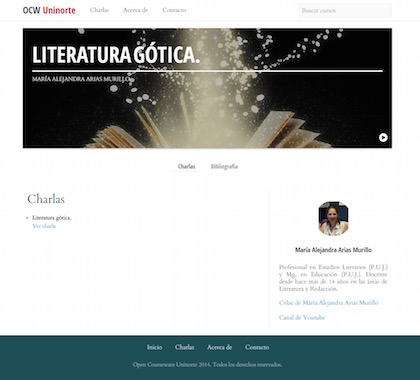 OCW Uninorte Charlas Acerca de Contacto Buscar cursos
LITERATURA GÓTICA.
MARÍA ALEJANDRA ARIAS MURILLO.
Charlas Bibliografía
Charlas
Literatura gótica.
Ver charla
María Alejandra Arias Murillo
Profesional en Estudios Literarios (P.U.J.)
y Mg. en Educación (P.U.J.). Docente
desde hace más de 14 años en las áreas de
Literatura y Redacción.
Cvlac de María Alejandra Arias Murillo
Canal de Youtube
Inicio Charlas Acerca de Contacto
Open Courseware Uninorte 2014. Todos los derechos reservados.